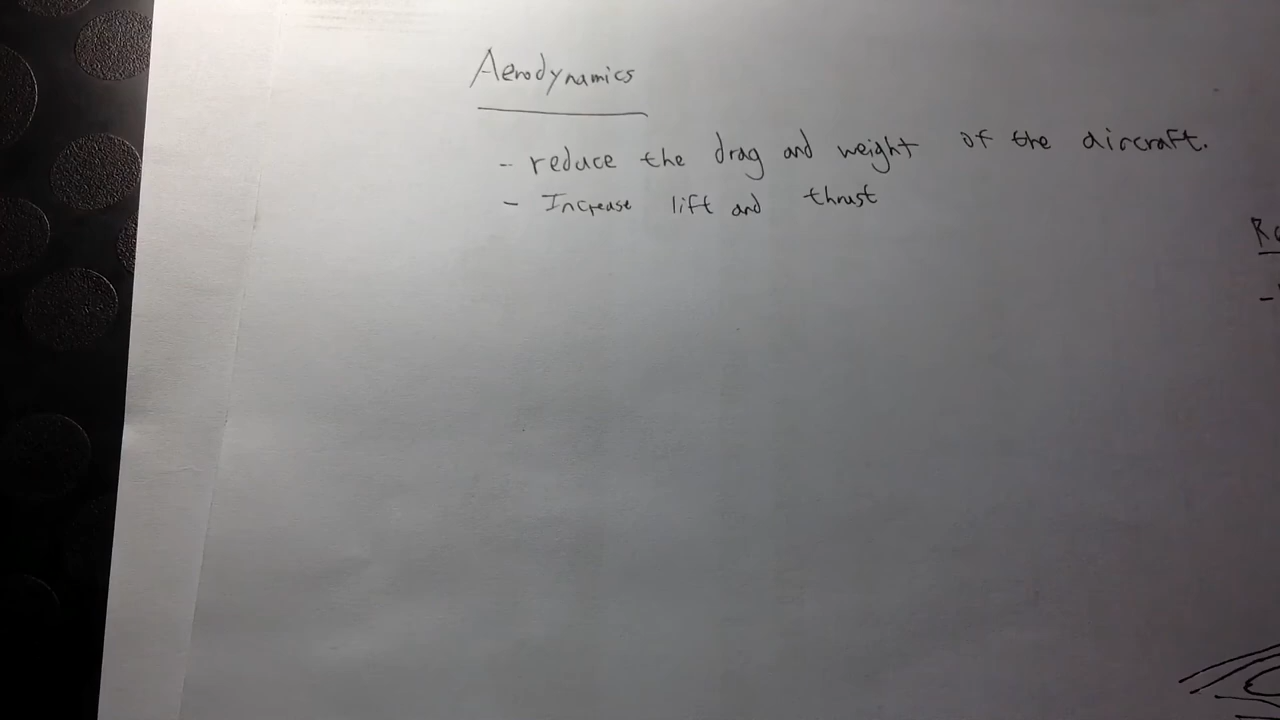 Aerodynamics
- reduce the drag and weight of the aircraft.
- Increase lift and thrust